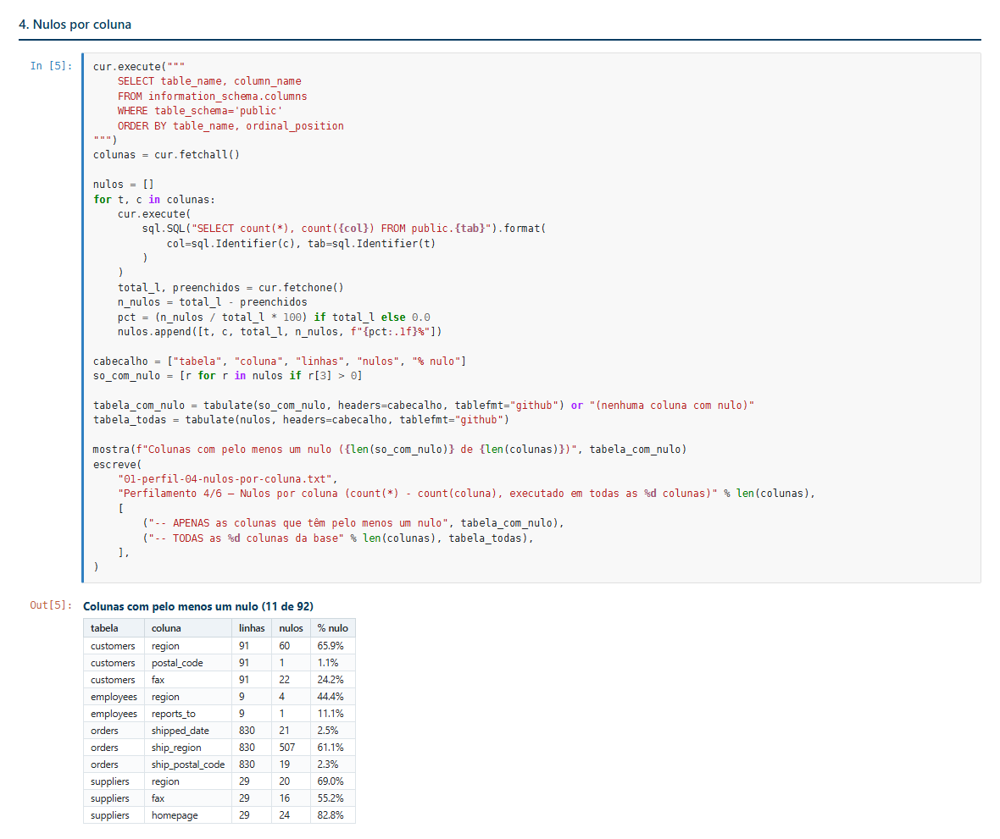 4. Nulos por coluna
In [5]:
cur.execute("""
    SELECT table_name, column_name
    FROM information_schema.columns
    WHERE table_schema='public'
    ORDER BY table_name, ordinal_position
""")
colunas = cur.fetchall()

nulos = []
for t, c in colunas:
    cur.execute(
        sql.SQL("SELECT count(*), count({col}) FROM public.{tab}").format(
            col=sql.Identifier(c), tab=sql.Identifier(t)
        )
    )
    total_l, preenchidos = cur.fetchone()
    n_nulos = total_l - preenchidos
    pct = (n_nulos / total_l * 100) if total_l else 0.0
    nulos.append([t, c, total_l, n_nulos, f"{pct:.1f}%"])

cabecalho = ["tabela", "coluna", "linhas", "nulos", "% nulo"]
so_com_nulo = [r for r in nulos if r[3] > 0]

tabela_com_nulo = tabulate(so_com_nulo, headers=cabecalho, tablefmt="github") or "(nenhuma coluna com nulo)"
tabela_todas = tabulate(nulos, headers=cabecalho, tablefmt="github")

mostra(f"Colunas com pelo menos um nulo ({len(so_com_nulo)} de {len(colunas)})", tabela_com_nulo)
escreve(
    "01-perfil-04-nulos-por-coluna.txt",
    "Perfilamento 4/6 — Nulos por coluna (count(*) - count(coluna), executado em todas as %d colunas)" % len(colunas),
    [
        ("-- APENAS as colunas que têm pelo menos um nulo", tabela_com_nulo),
        ("-- TODAS as %d colunas da base" % len(colunas), tabela_todas),
    ],
)
Out[5]: Colunas com pelo menos um nulo (11 de 92)
tabela coluna linhas nulos % nulo
customers region 91 60 65.9%
customers postal_code 91 1 1.1%
customers fax 91 22 24.2%
employees region 9 4 44.4%
employees reports_to 9 1 11.1%
orders shipped_date 830 21 2.5%
orders ship_region 830 507 61.1%
orders ship_postal_code 830 19 2.3%
suppliers region 29 20 69.0%
suppliers fax 29 16 55.2%
suppliers homepage 29 24 82.8%